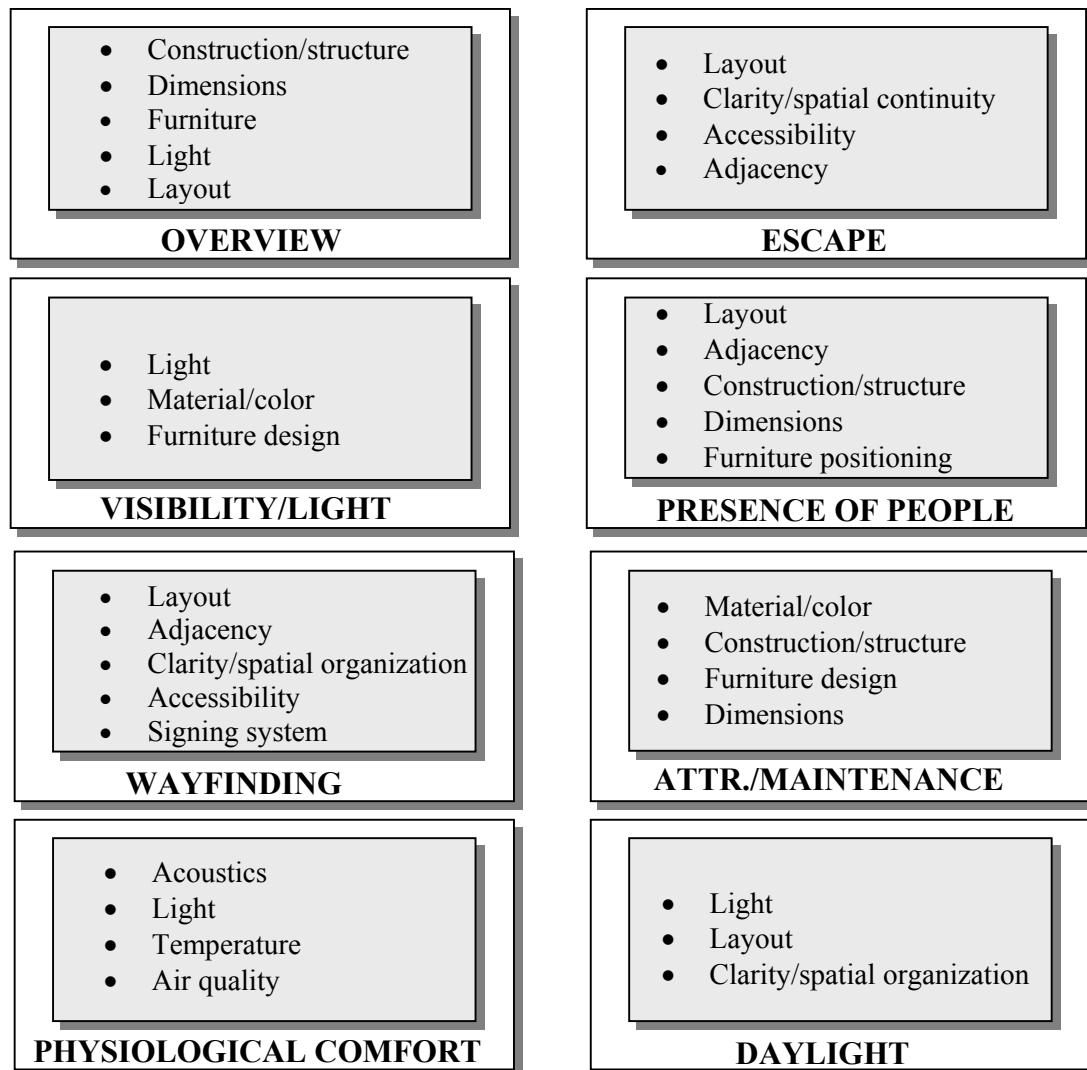 • Construction/structure
• Dimensions
• Furniture
• Light
• Layout
OVERVIEW
• Layout
• Clarity/spatial continuity
• Accessibility
• Adjacency
ESCAPE
• Light
• Material/color
• Furniture design
VISIBILITY/LIGHT
• Layout
• Adjacency
• Construction/structure
• Dimensions
• Furniture positioning
PRESENCE OF PEOPLE
• Layout
• Adjacency
• Clarity/spatial organization
• Accessibility
• Signing system
WAYFINDING
• Material/color
• Construction/structure
• Furniture design
• Dimensions
ATTR./MAINTENANCE
• Acoustics
• Light
• Temperature
• Air quality
PHYSIOLOGICAL COMFORT
• Light
• Layout
• Clarity/spatial organization
DAYLIGHT